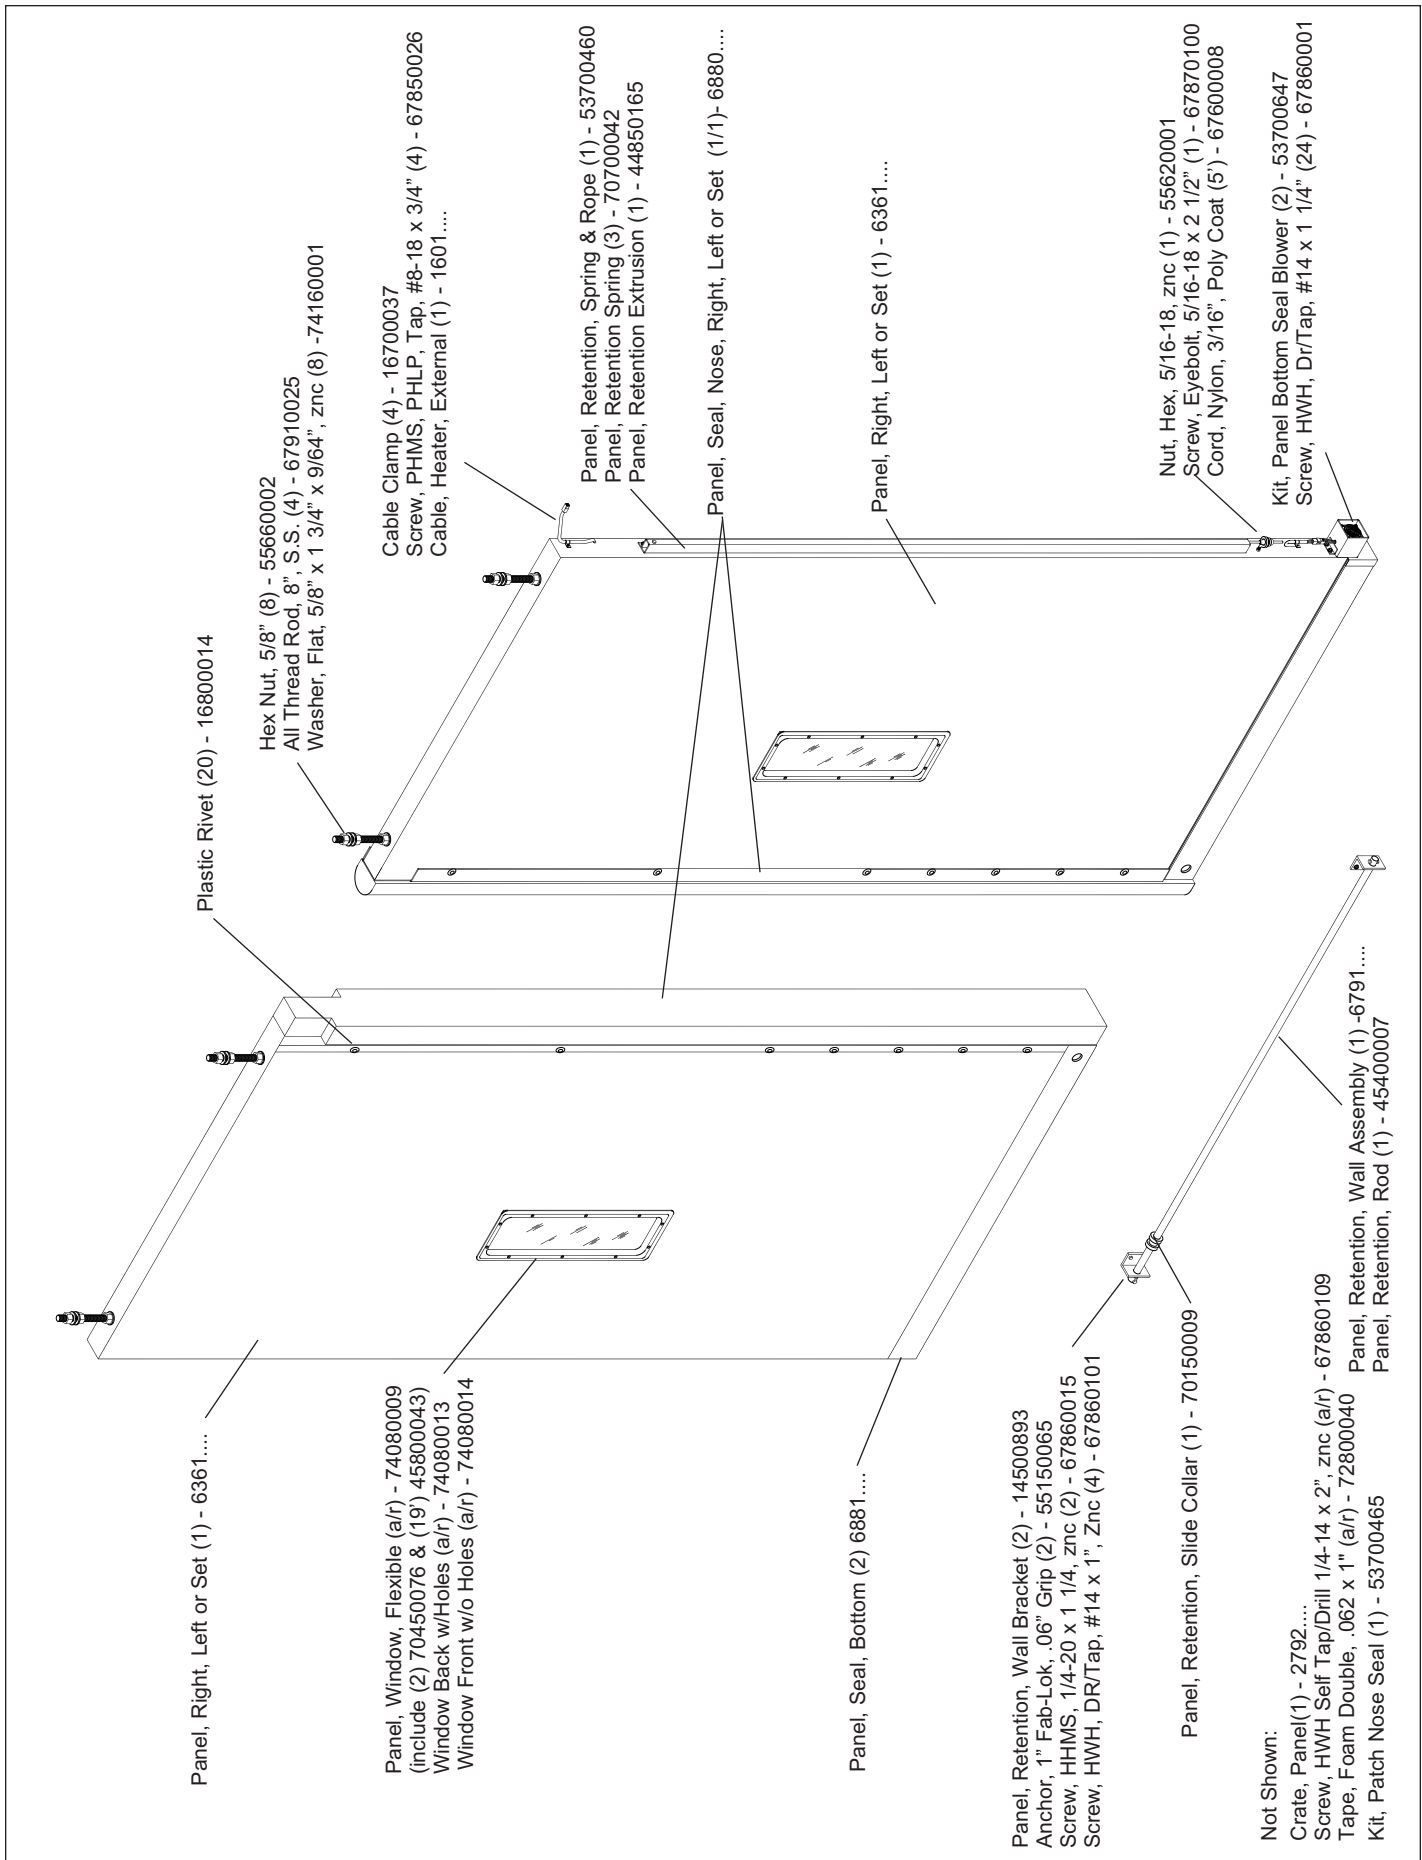 Panel, Right, Left or Set (1) - 6361....
Plastic Rivet (20) - 16800014
Hex Nut, 5/8” (8) - 55660002
All Thread Rod, 8”, S.S. (4) - 67910025
Washer, Flat, 5/8” x 1 3/4” x 9/64”, znc (8) -74160001
Cable Clamp (4) - 16700037
Screw, PHMS, PHLP, Tap, #8-18 x 3/4” (4) - 67850026
Cable, Heater, External (1) - 1601....
Panel, Window, Flexible (a/r) - 74080009
(include (2) 70450076 & (19’) 45800043)
Window Back w/Holes (a/r) - 74080013
Window Front w/o Holes (a/r) - 74080014
Panel, Retention, Spring & Rope (1) - 53700460
Panel, Retention Spring (3) - 70700042
Panel, Retention Extrusion (1) - 44850165
Panel, Seal, Nose, Right, Left or Set (1/1)- 6880....
Panel, Right, Left or Set (1) - 6361....
Panel, Seal, Bottom (2) 6881....
Panel, Retention, Wall Bracket (2) - 14500893
Anchor, 1” Fab-Lok, .06” Grip (2) - 55150065
Screw, HHMS, 1/4-20 x 1 1/4, znc (2) - 67860015
Screw, HWH, DR/Tap, #14 x 1”, Znc (4) - 67860101
Panel, Retention, Slide Collar (1) - 70150009
Nut, Hex, 5/16-18, znc (1) - 55620001
Screw, Eyebolt, 5/16-18 x 2 1/2” (1) - 67870100
Cord, Nylon, 3/16”, Poly Coat (5’) - 67600008
Kit, Panel Bottom Seal Blower (2) - 53700647
Screw, HWH, Dr/Tap, #14 x 1 1/4” (24) - 67860001
Not Shown:
Crate, Panel(1) - 2792....
Screw, HWH Self Tap/Drill 1/4-14 x 2”, znc (a/r) - 67860109
Tape, Foam Double, .062 x 1" (a/r) - 72800040
Kit, Patch Nose Seal (1) - 53700465
Panel, Retention, Wall Assembly (1) -6791....
Panel, Retention, Rod (1) - 45400007